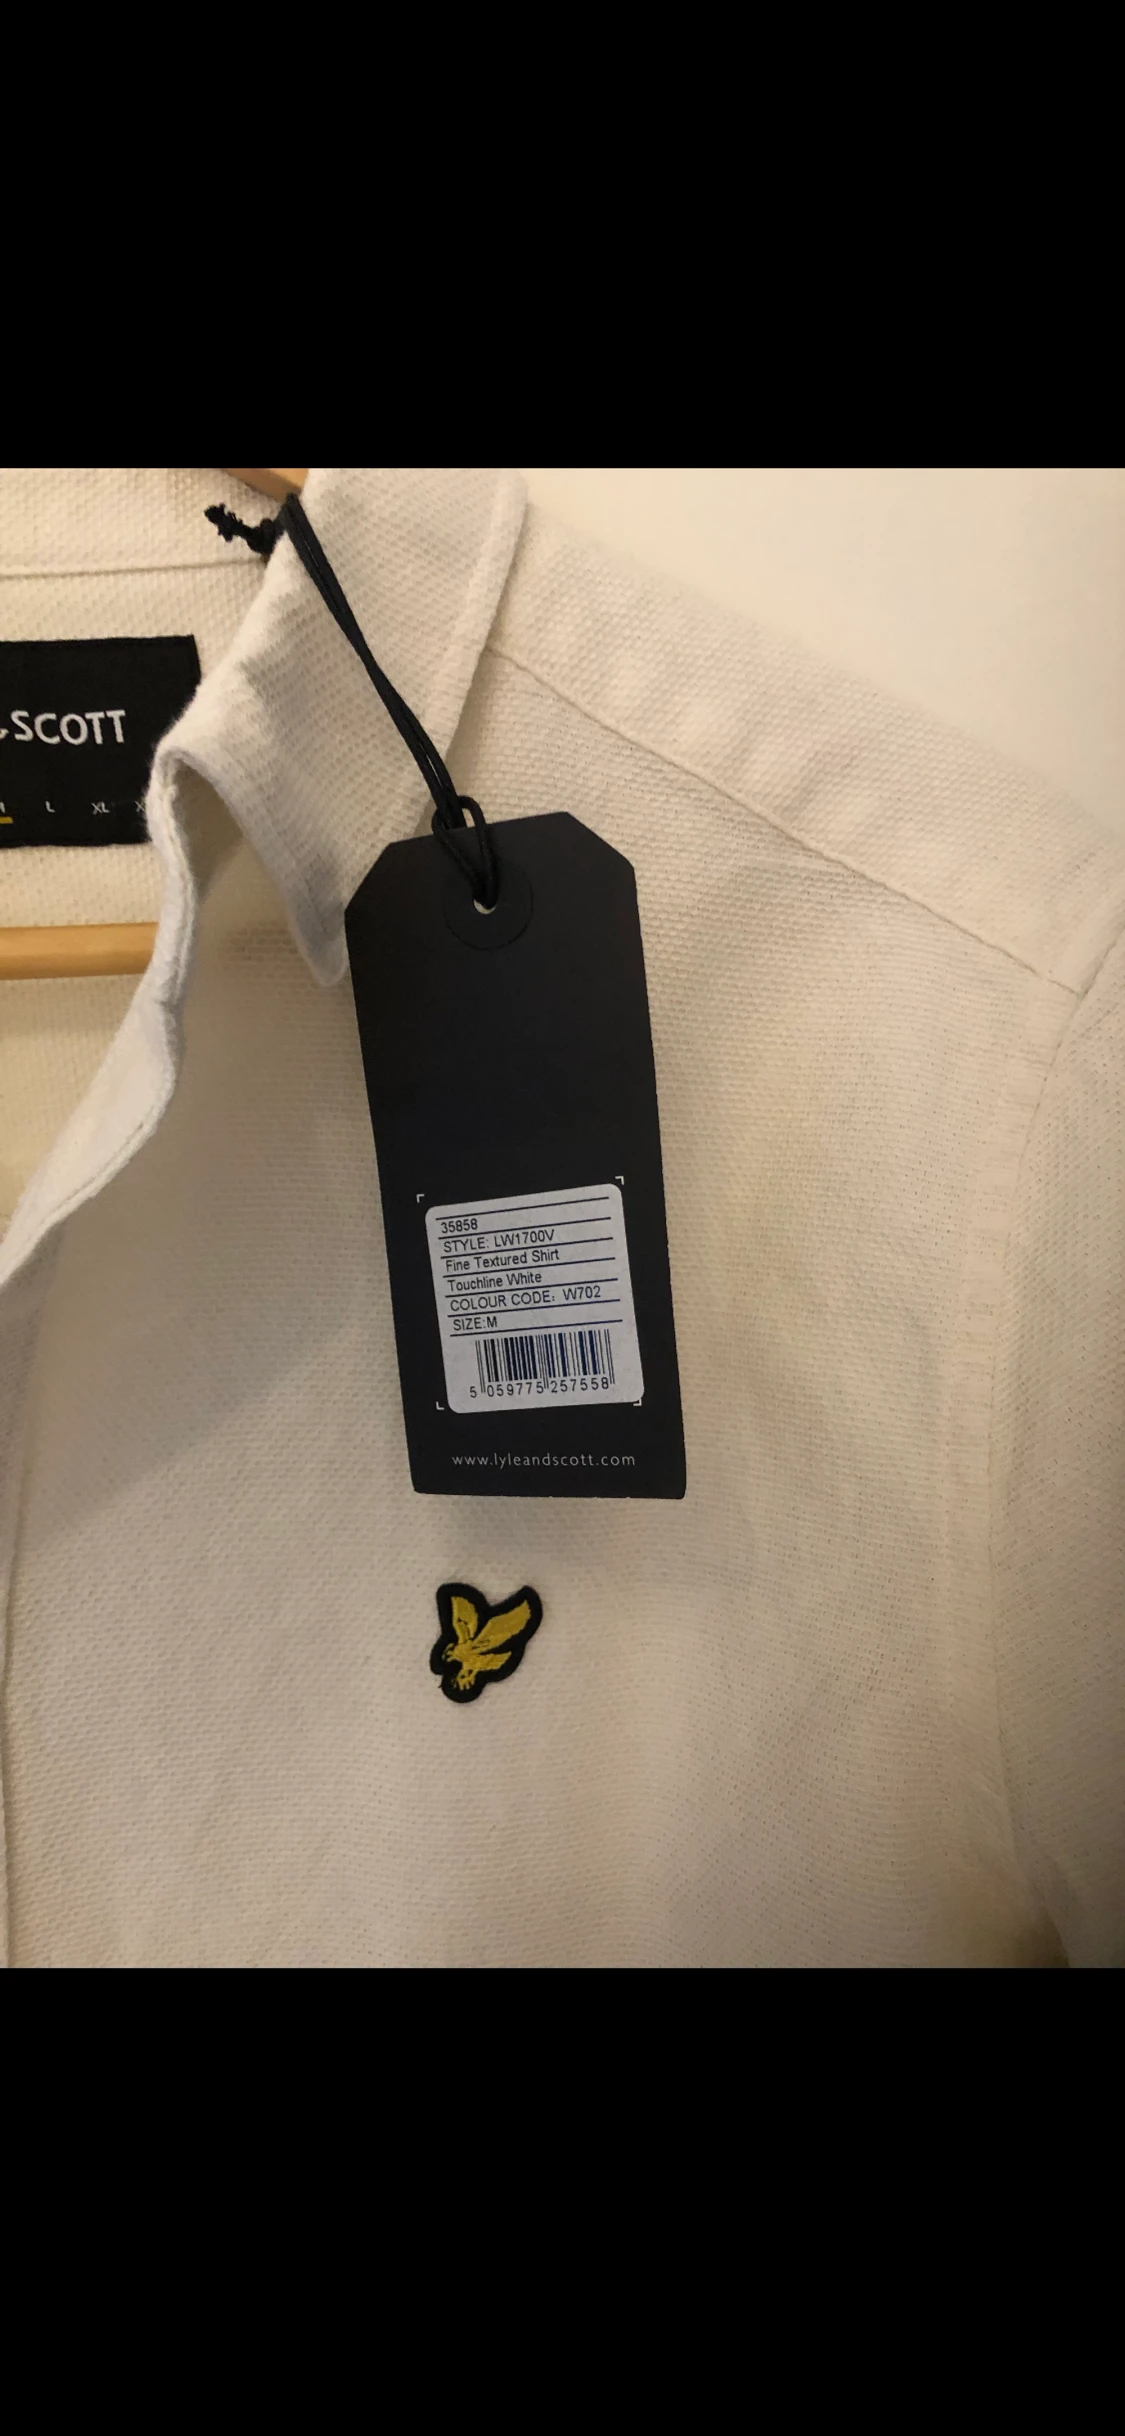 SCOTT
L XL
35858
STYLE: LW1700V
Fine Textured Shirt
Touchline White
COLOUR CODE: W702
SIZE:M
5 059775 257558
www.lyleandscott.com